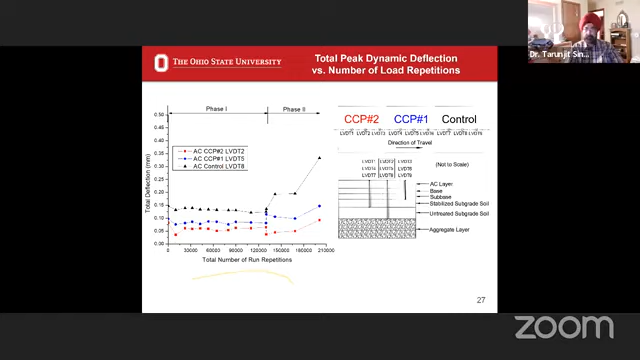 THE OHIO STATE UNIVERSITY
Total Peak Dynamic Deflection
vs. Number of Load Repetitions
Dr. Tarunjit Sin...
Phase I
Phase II
0.50
0.45
0.40
0.35
0.30
0.25
0.20
0.15
0.10
0.05
0.00
Total Deflection (mm)
AC CCP#2 LVDT2
AC CCP#1 LVDT5
AC Control LVDT8
0 30000 60000 90000 120000 150000 180000 210000
Total Number of Run Repetitions
CCP#2 CCP#1 Control
LVDT1 LVDT2 LVDT3 LVDT4 LVDT5 LVDT6 LVDT7 LVDT8 LVDT9
Direction of Travel
LVDT1 LVDT2 LVDT3
LVDT4 LVDT5 LVDT6
LVDT7 LVDT8 LVDT9
(Not to Scale)
AC Layer
Base
Subbase
Stabilized Subgrade Soil
Untreated Subgrade Soil
Aggregate Layer
27
zoom